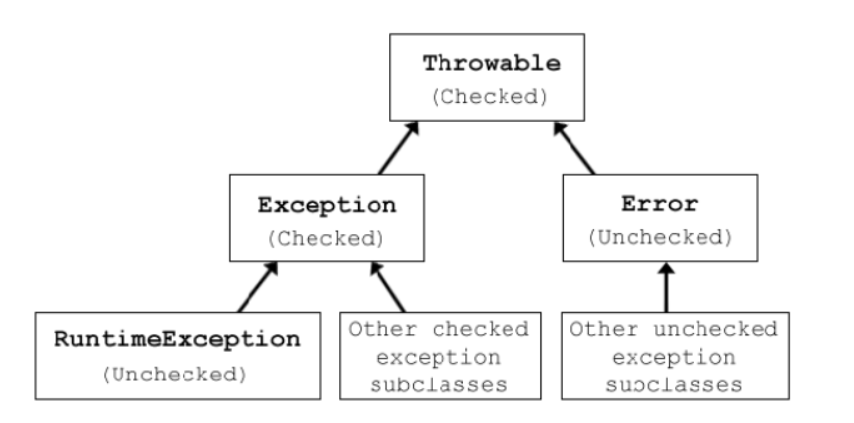 Throwable
(Checked)
Exception
(Checked)
Error
(Unchecked)
RuntimeException
(Unchecked)
Other checked
exception
subclasses
Other unchecked
exception
subclasses